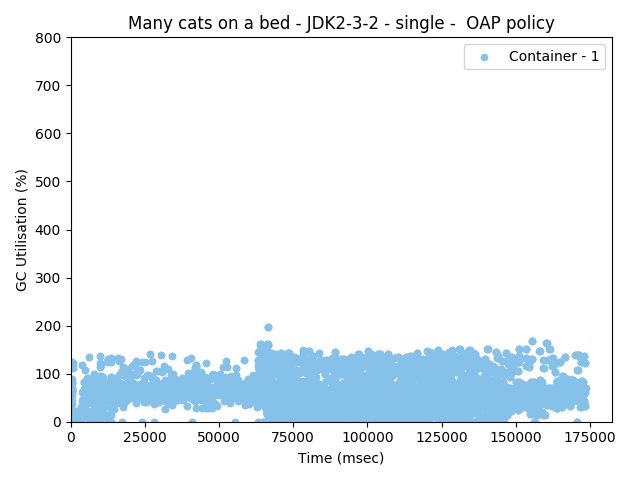 Many cats on a bed - JDK2-3-2 - single -  OAP policy
Container - 1
GC Utilisation (%)
800
700
600
500
400
300
200
100
0
0 25000 50000 75000 100000 125000 150000 175000
Time (msec)